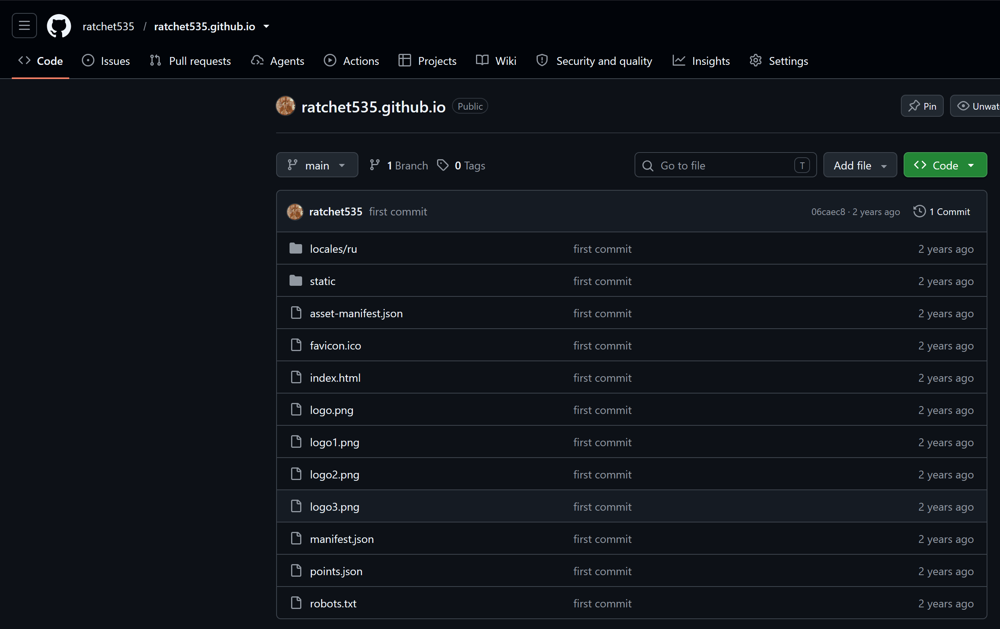 ratchet535 / ratchet535.github.io
Code Issues Pull requests Agents Actions Projects Wiki Security and quality Insights Settings
ratchet535.github.io Public Pin Unwat
main 1 Branch 0 Tags Go to file T Add file Code
ratchet535 first commit 06caec8 · 2 years ago 1 Commit
locales/ru first commit 2 years ago
static first commit 2 years ago
asset-manifest.json first commit 2 years ago
favicon.ico first commit 2 years ago
index.html first commit 2 years ago
logo.png first commit 2 years ago
logo1.png first commit 2 years ago
logo2.png first commit 2 years ago
logo3.png first commit 2 years ago
manifest.json first commit 2 years ago
points.json first commit 2 years ago
robots.txt first commit 2 years ago